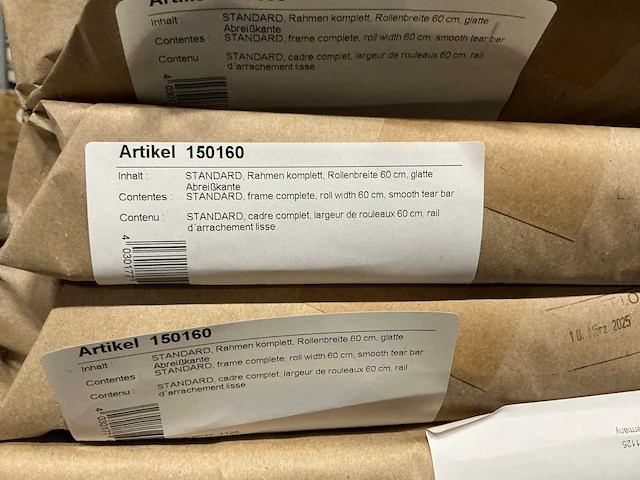 Inhalt : STANDARD, Rahmen komplett, Rollenbreite 60 cm, glatte
Abreißkante
Contentes : STANDARD, frame complete, roll width 60 cm, smooth tear bar
Contenu : STANDARD, cadre complet, largeur de rouleaux 60 cm, rail
d´arrachement lisse
Artikel 150160
Inhalt : STANDARD, Rahmen komplett, Rollenbreite 60 cm, glatte
Abreißkante
Contentes : STANDARD, frame complete, roll width 60 cm, smooth tear bar
Contenu : STANDARD, cadre complet, largeur de rouleaux 60 cm, rail
d´arrachement lisse
4 030177
Artikel 150160
Inhalt : STANDARD, Rahmen komplett, Rollenbreite 60 cm, glatte
Abreißkante
Contentes : STANDARD, frame complete, roll width 60 cm, smooth tear bar
Contenu : STANDARD, cadre complet, largeur de rouleaux 60 cm, rail
d´arrachement lisse
4 030177
10. März 2025